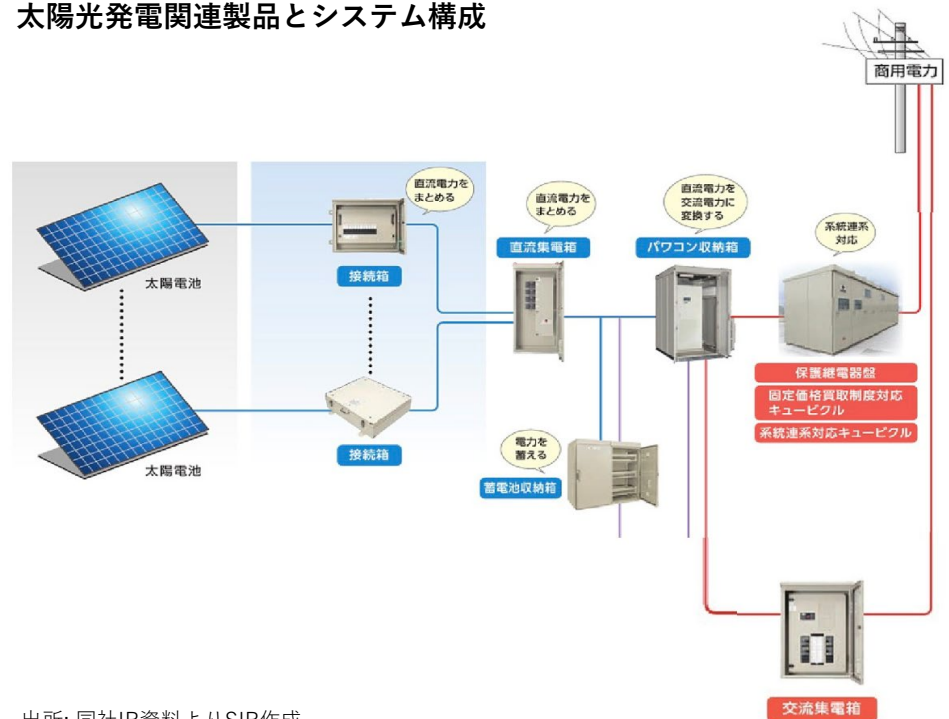 太陽光発電関連製品とシステム構成
商用電力
直流電力を
まとめる
直流電力を
まとめる
直流電力を
交流電力に
変換する
系統連系
対応
直流集電箱
パワコン収納箱
太陽電池
接続箱
保護継電器盤
固定価格買取制度対応
キュービクル
系統連系対応キュービクル
電力を
蓄える
太陽電池
接続箱
蓄電池収納箱
交流集電箱
出所: 同社IR資料よりSIR作成